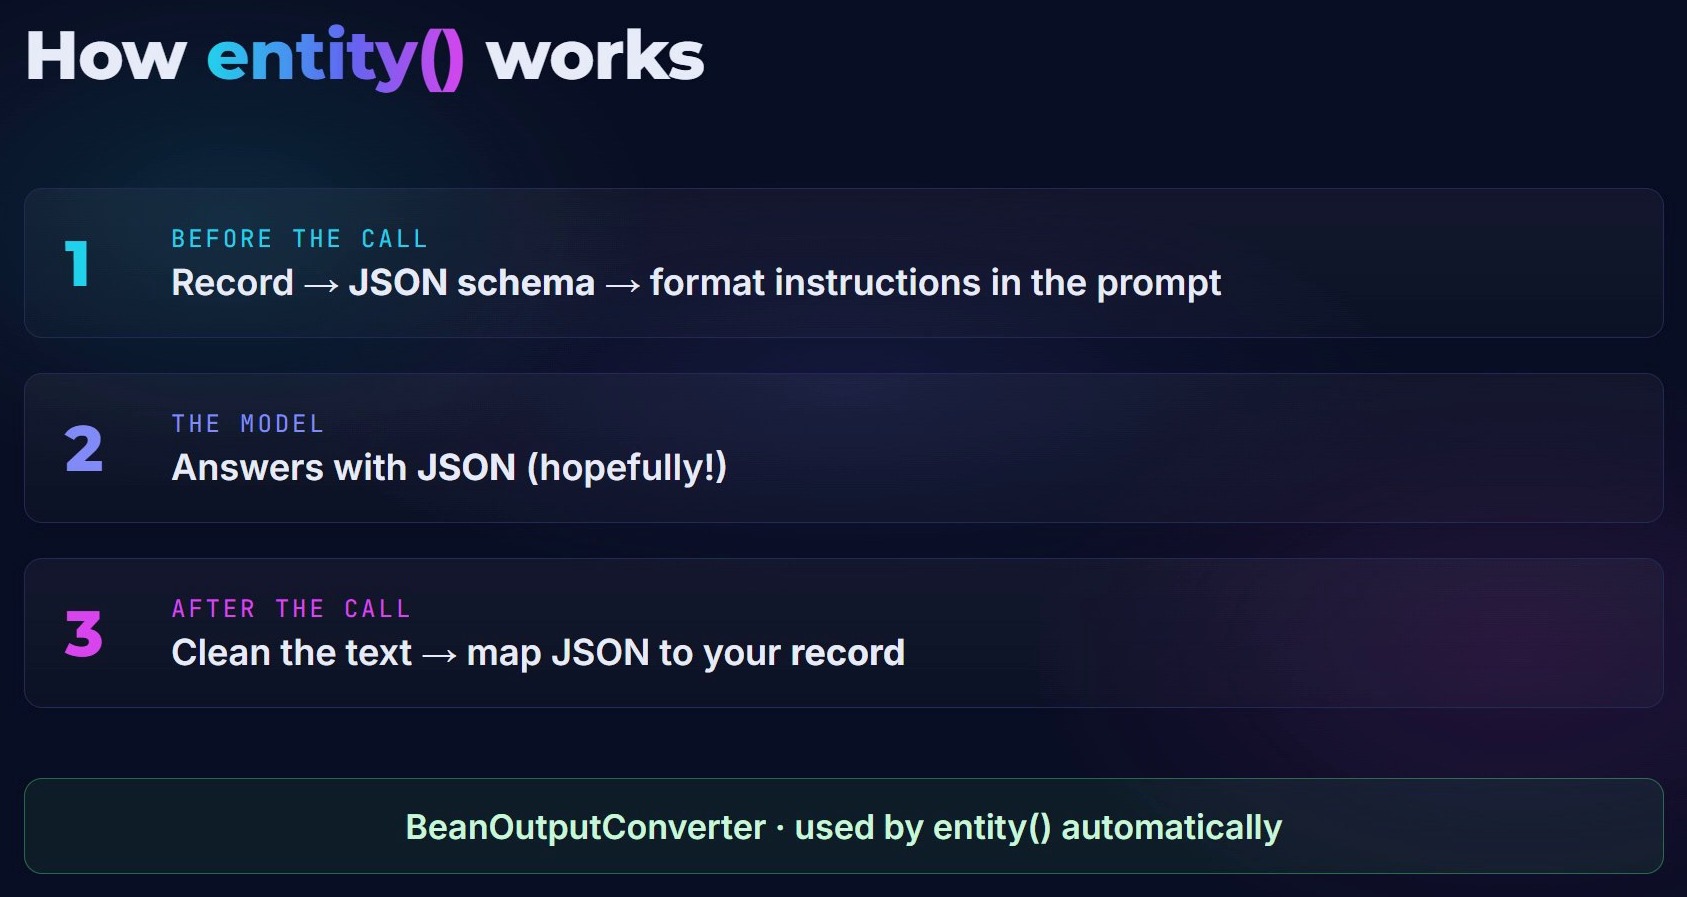 How entity() works
1
BEFORE THE CALL
Record → JSON schema → format instructions in the prompt
2
THE MODEL
Answers with JSON (hopefully!)
3
AFTER THE CALL
Clean the text → map JSON to your record
BeanOutputConverter · used by entity() automatically